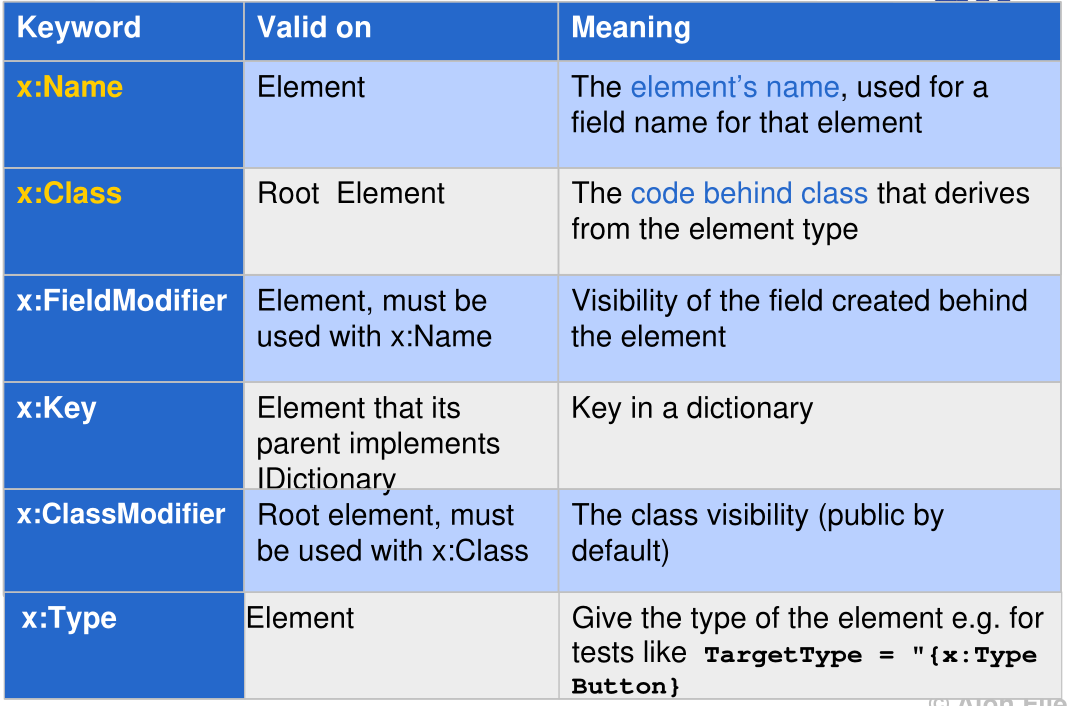 Keyword Valid on Meaning
x:Name Element The element’s name, used for a
field name for that element
x:Class Root Element The code behind class that derives
from the element type
x:FieldModifier Element, must be Visibility of the field created behind
used with x:Name the element
x:Key Element that its Key in a dictionary
parent implements
IDictionary
x:ClassModifier Root element, must The class visibility (public by
be used with x:Class default)
x:Type Element Give the type of the element e.g. for
tests like TargetType = "{x:Type
Button}